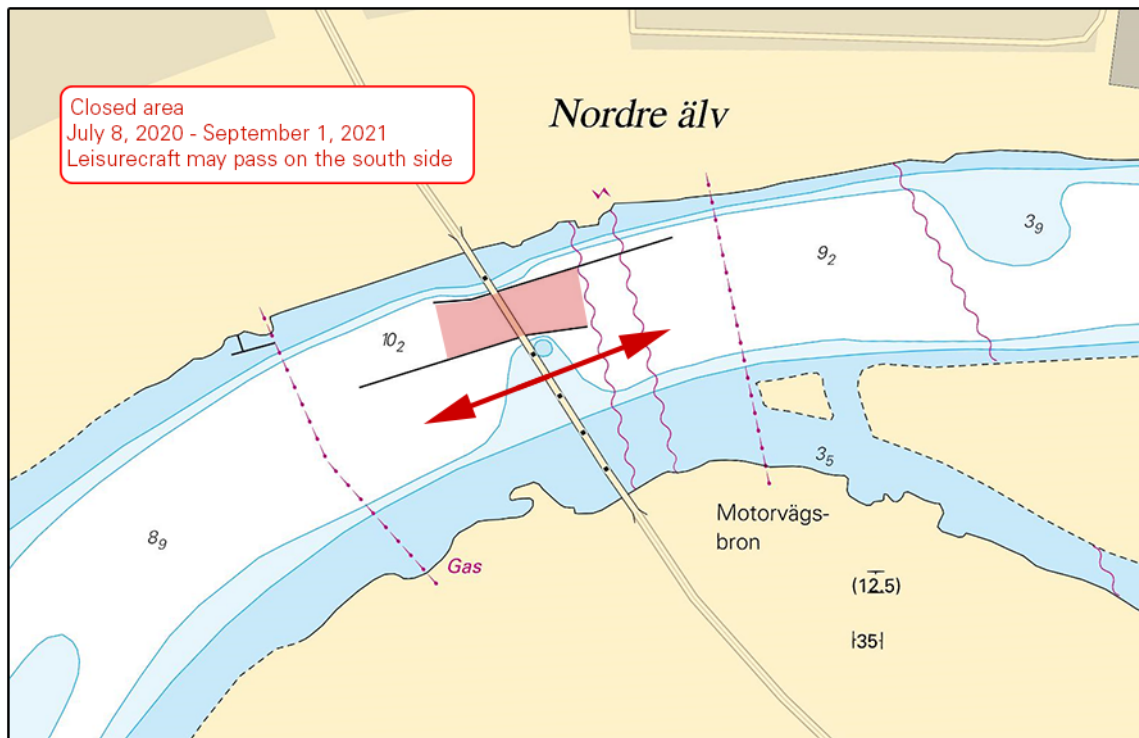 Closed area
July 8, 2020 - September 1, 2021
Leisurecraft may pass on the south side
Nordre älv
3₉
9₂
10₂
3₅
8₉
Gas
Motorvägs-
bron
(12.5)
35